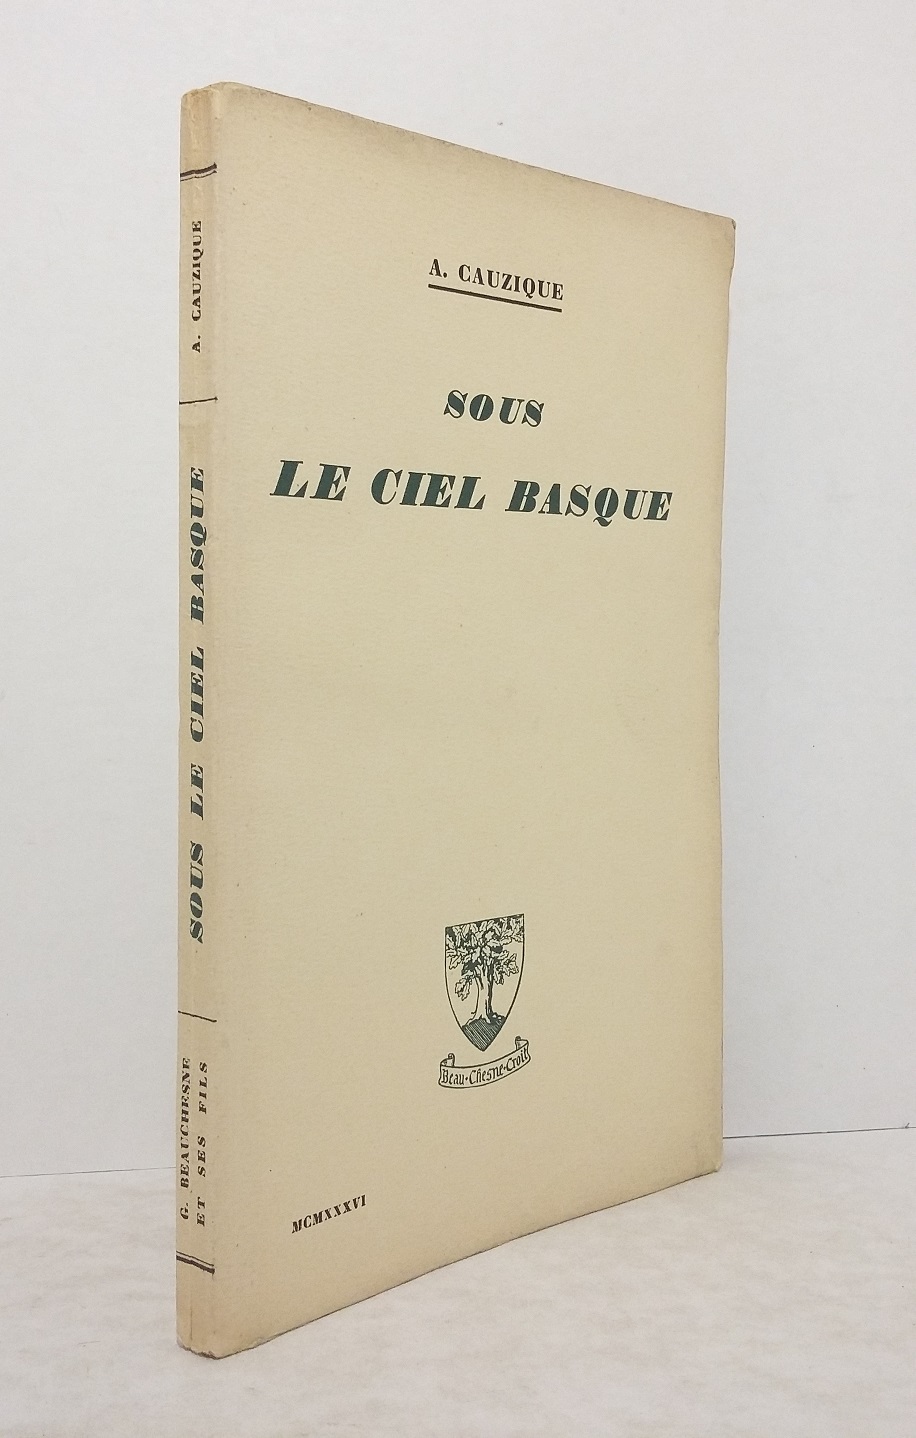 A. CAUZIQUE
SOUS
LE CIEL BASQUE
Beau·Chesne·Croit
MCMXXXVI
A. CAUZIQUE
SOUS LE CIEL BASQUE
G. BEAUCHESNE
ET SES FILS